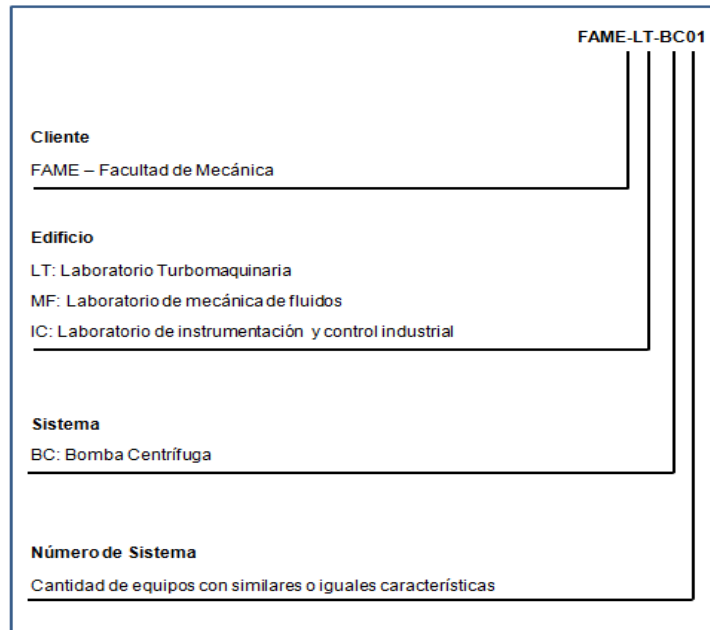 FAME-LT-BC01
Cliente
FAME – Facultad de Mecánica
Edificio
LT: Laboratorio Turbomaquinaria
MF: Laboratorio de mecánica de fluidos
IC: Laboratorio de instrumentación y control industrial
Sistema
BC: Bomba Centrífuga
Número de Sistema
Cantidad de equipos con similares o iguales características